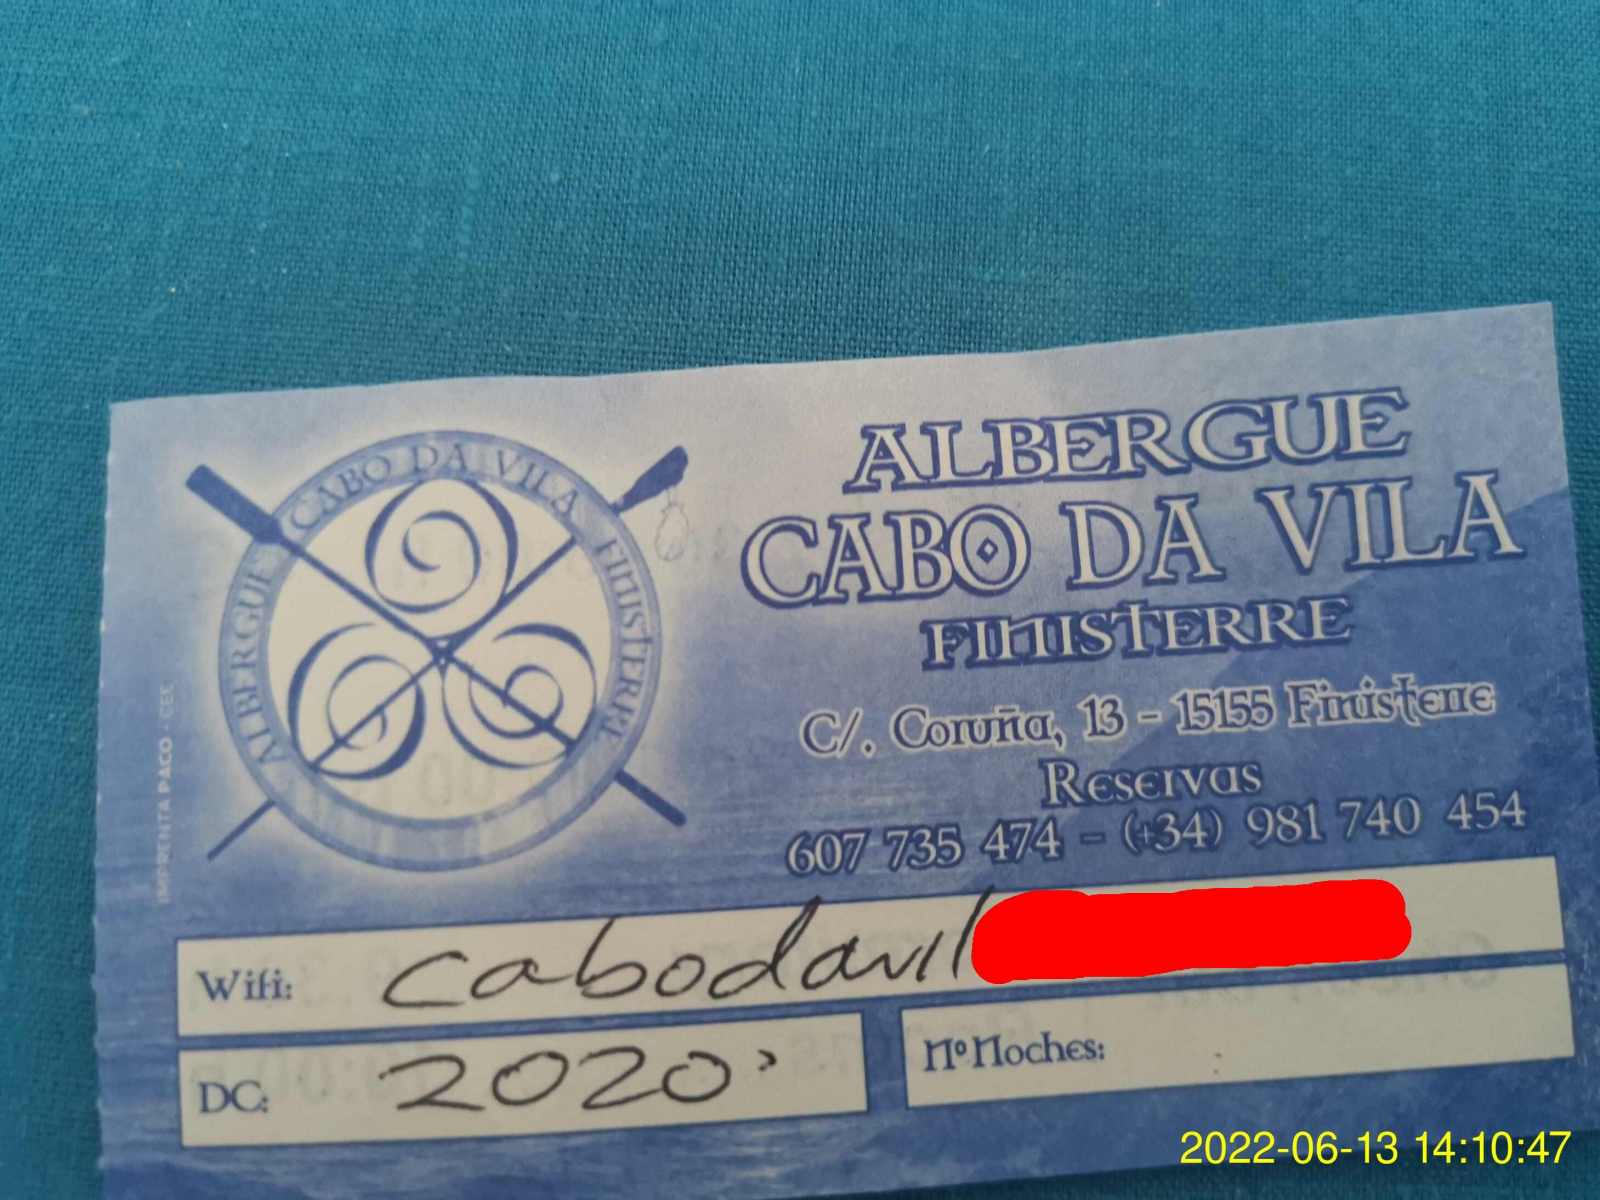 ALBERGUE CABO DA VILA FINISTERRE
ALBERGUE
CABO DA VILA
FINISTERRE
C/. Coruña, 13 - 15155 Finisterre
Reservas
607 735 474 - (+34) 981 740 454
IMPRENTA PACO - CEE
Wifi: cabodavil
DC: 2020
Nº Noches:
2022-06-13 14:10:47